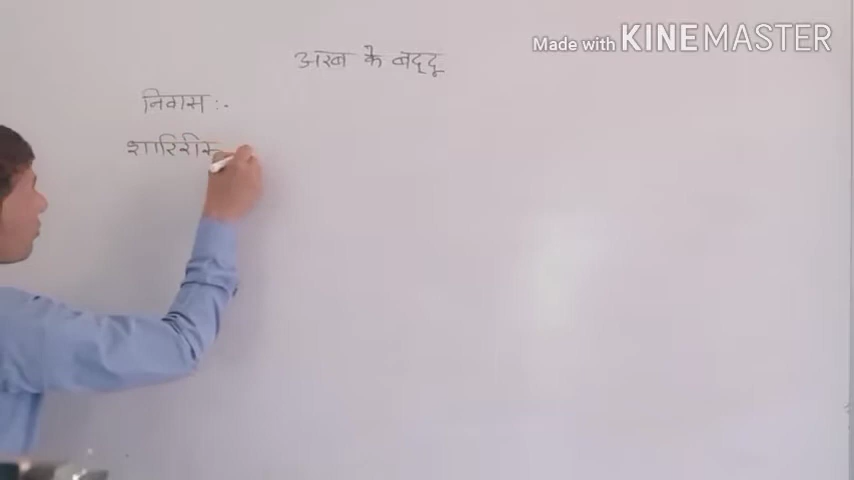 Made with KINEMASTER
अरब के बद्दू
निवास :-
शारिरीक